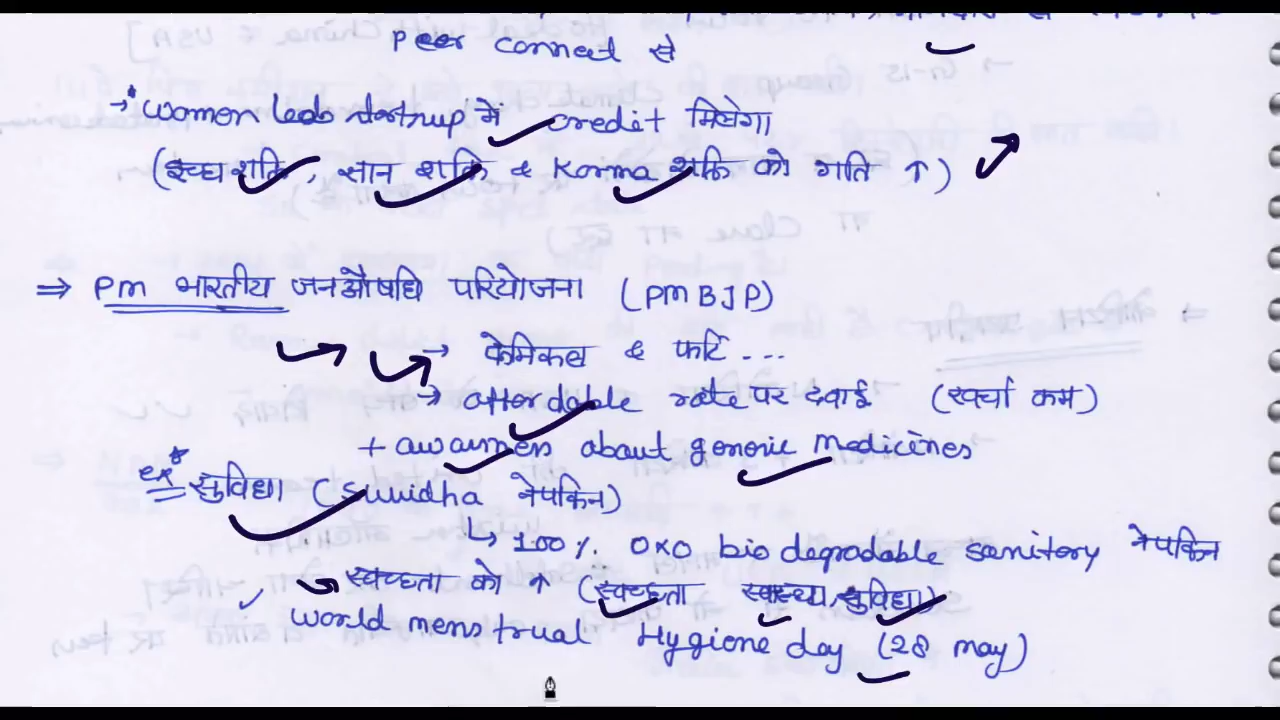 peer connect से
→ women leds startup में credit मिलेगा
(इच्छा शक्ति, ज्ञान शक्ति & Karma शक्ति को गति ↑)
⇒ Pm भारतीय जनऔषधि परियोजना (PMBJP)
→ केमिकल & फर्टि...
→ affordable rate पर दवाई (खर्चा कम)
+ awarness about generic medicines
ex* सुविधा (Suvidha नेपकिन)
↳ 100%. OXO bio degradable sanitory नेपकिन
स्वच्छता को ↑ (स्वच्छता स्वास्थ्य, सुविधा)
world menstrual Hygiene day (28 may)